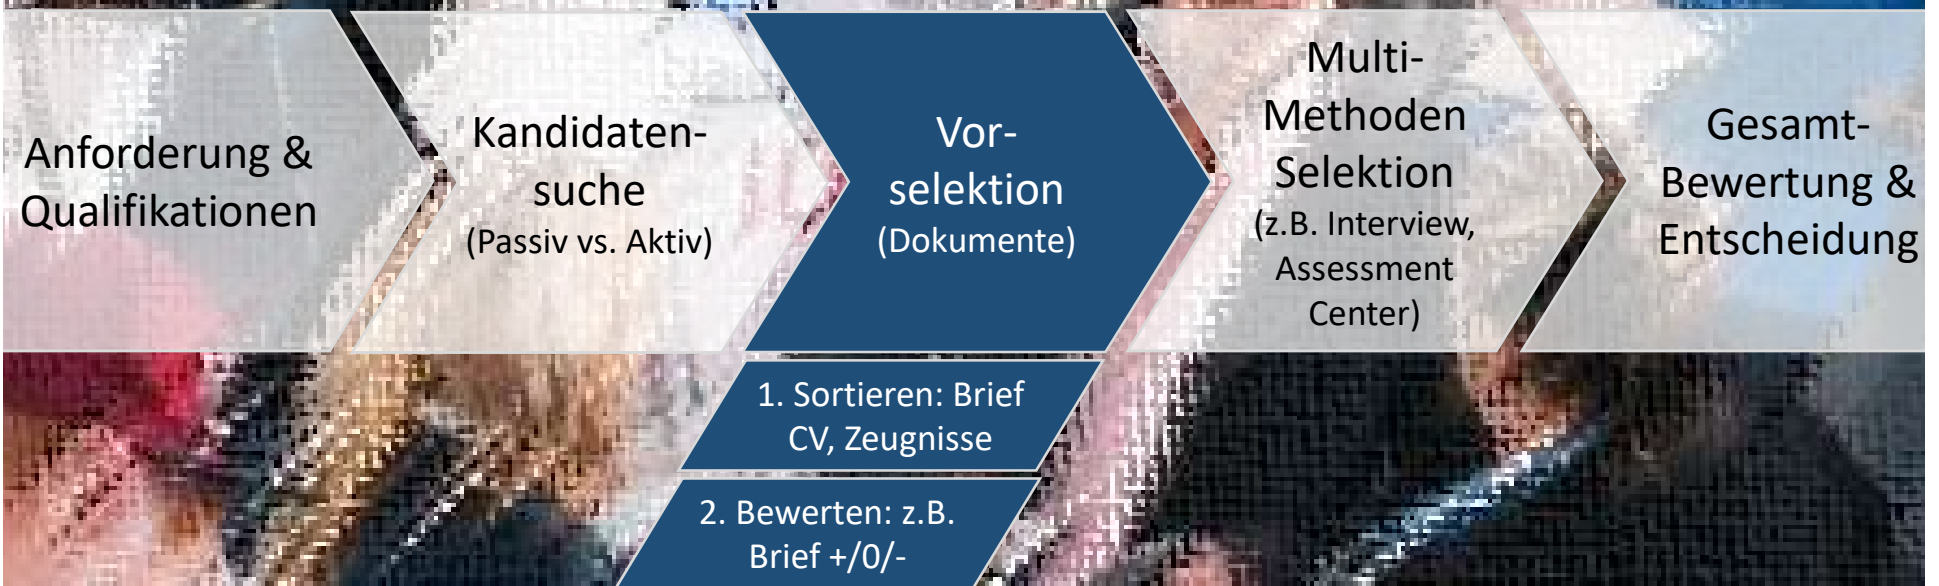 Anforderung &
Qualifikationen
Kandidaten-
suche
(Passiv vs. Aktiv)
Vor-
selektion
(Dokumente)
Multi-
Methoden
Selektion
(z.B. Interview,
Assessment
Center)
Gesamt-
Bewertung &
Entscheidung
1. Sortieren: Brief
CV, Zeugnisse
2. Bewerten: z.B.
Brief +/0/-